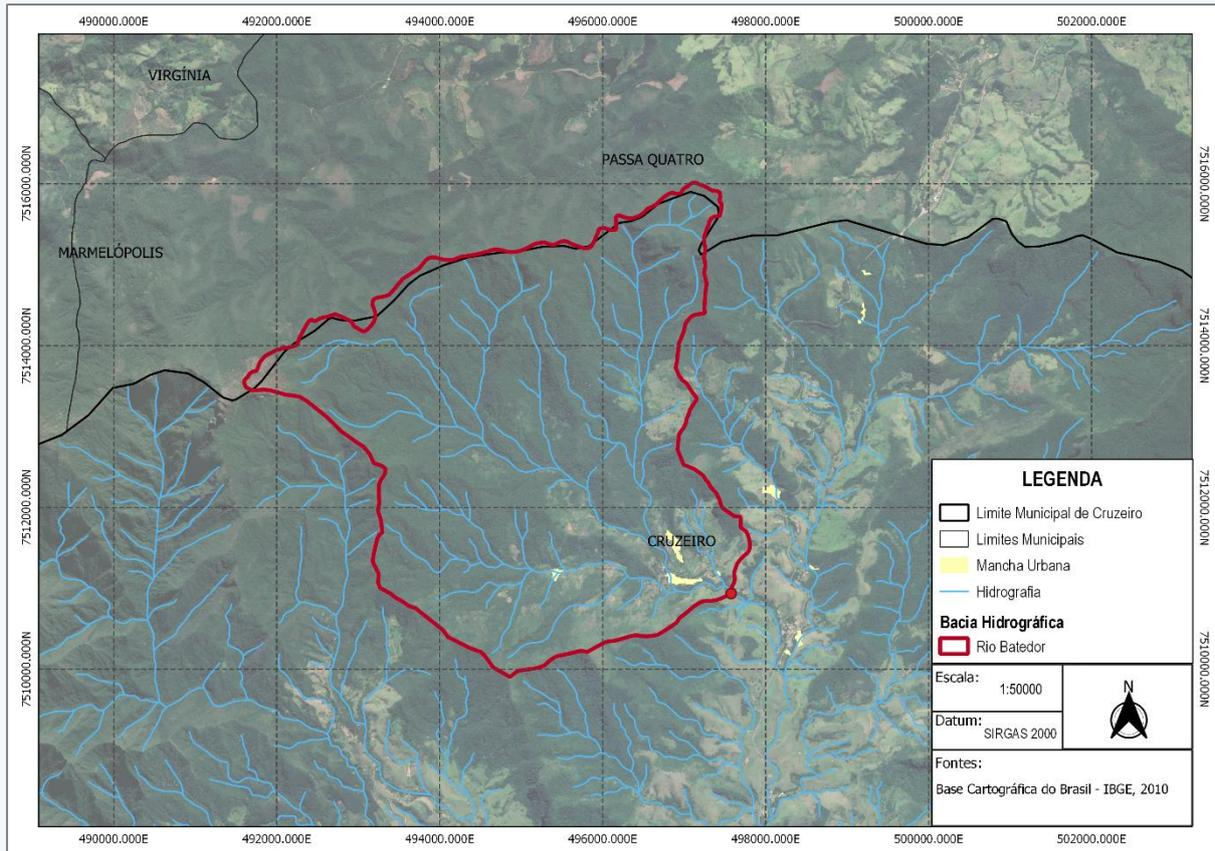 490000.000E 492000.000E 494000.000E 496000.000E 498000.000E 500000.000E 502000.000E
VIRGÍNIA
PASSA QUATRO
7516000.000N 7516000.000N
MARMELÓPOLIS
7514000.000N 7514000.000N
7512000.000N 7512000.000N
CRUZEIRO
7510000.000N 7510000.000N
LEGENDA
Limite Municipal de Cruzeiro
Limites Municipais
Mancha Urbana
Hidrografia
Bacia Hidrográfica
Rio Batedor
Escala:
1:50000
N
Datum:
SIRGAS 2000
Fontes:
Base Cartográfica do Brasil - IBGE, 2010
490000.000E 492000.000E 494000.000E 496000.000E 498000.000E 500000.000E 502000.000E